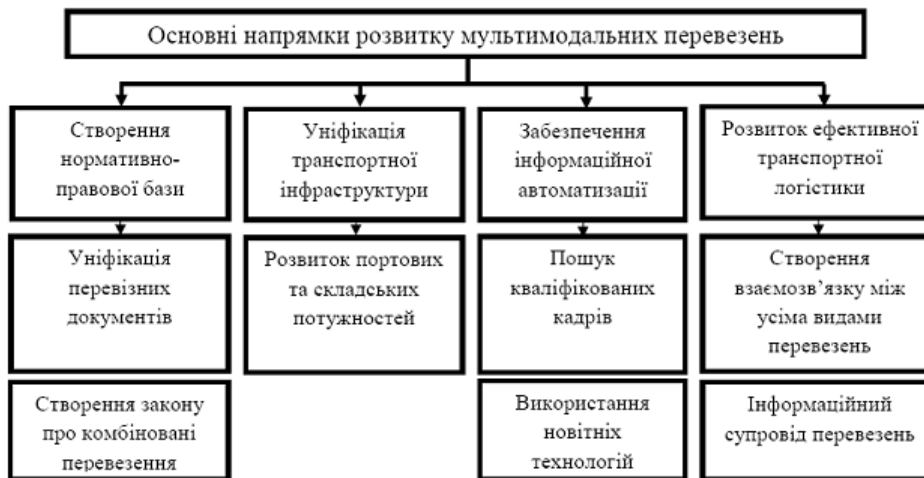 Основні напрямки розвитку мультимодальних перевезень
Створення
нормативно-
правової бази
Уніфікація
транспортної
інфраструктури
Забезпечення
інформаційної
автоматизації
Розвиток ефективної
транспортної
логістики
Уніфікація
перевізних
документів
Розвиток портових
та складських
потужностей
Пошук
кваліфікованих
кадрів
Створення
взаємозв’язку між
усіма видами
перевезень
Створення закону
про комбіновані
перевезення
Використання
новітніх
технологій
Інформаційний
супровід перевезень